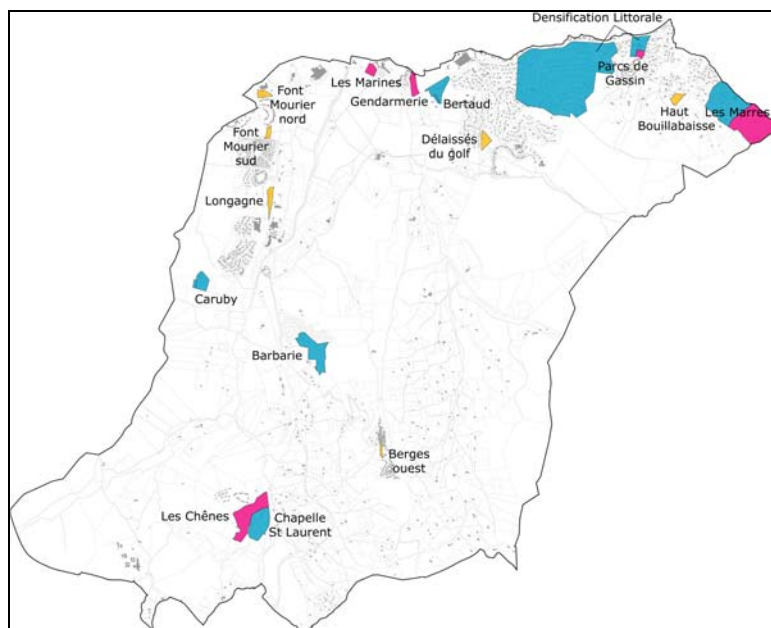 Densification Littorale
Les Marines
Gendarmerie
Bertaud
Parcs de
Gassin
Font
Mourier
nord
Haut
Bouillabaisse
Les Marres
Font
Mourier
sud
Délaissés
du golf
Longagne
Caruby
Barbarie
Berges
ouest
Les Chênes
Chapelle
St Laurent